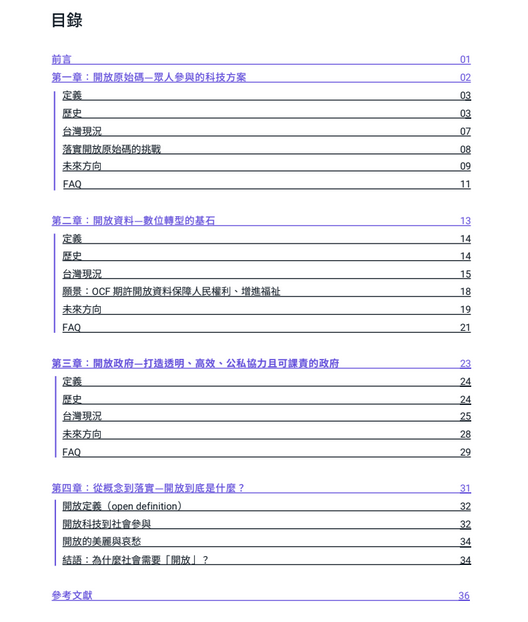 目錄
前言 01
第一章：開放原始碼—眾人參與的科技方案 02
定義 03
歷史 03
台灣現況 07
落實開放原始碼的挑戰 08
未來方向 09
FAQ 11
第二章：開放資料—數位轉型的基石 13
定義 14
歷史 14
台灣現況 15
願景：OCF 期許開放資料保障人民權利、增進福祉 18
未來方向 19
FAQ 21
第三章：開放政府—打造透明、高效、公私協力且可課責的政府 23
定義 24
歷史 24
台灣現況 25
未來方向 28
FAQ 29
第四章：從概念到落實—開放到底是什麼？ 31
開放定義（open definition） 32
開放科技到社會參與 32
開放的美麗與哀愁 34
結語：為什麼社會需要「開放」？ 34
參考文獻 36